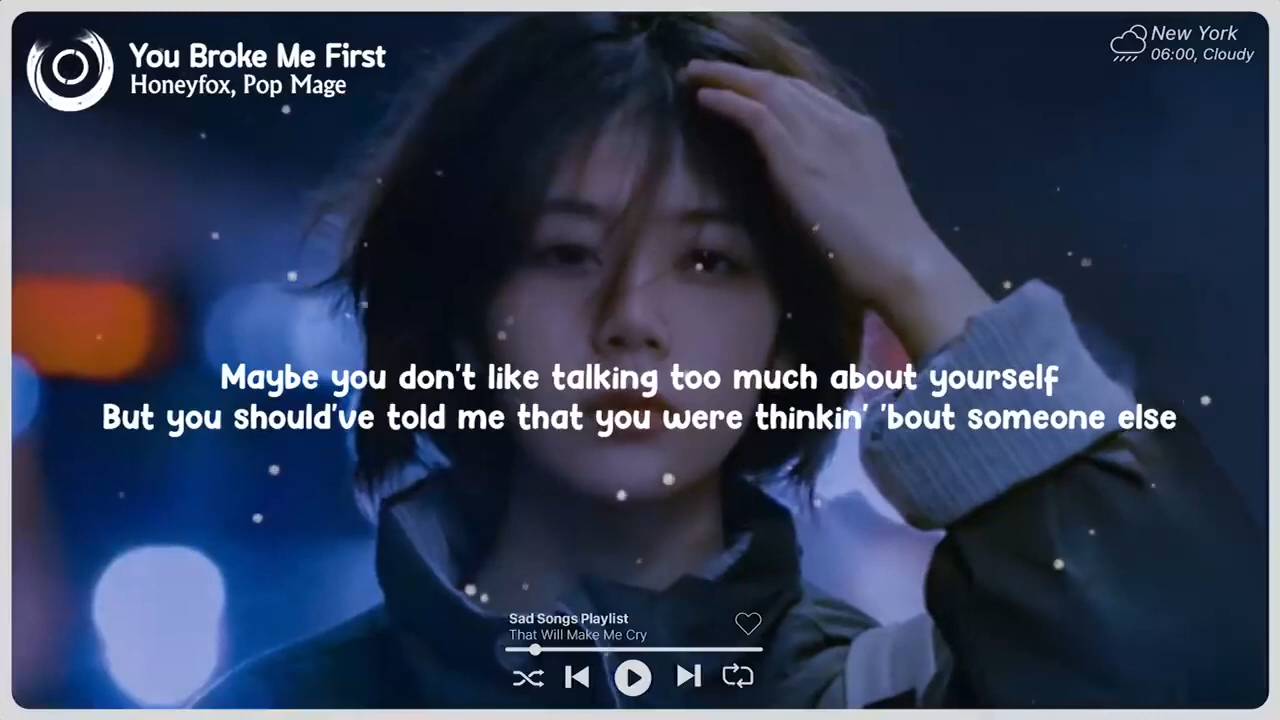 You Broke Me First
Honeyfox, Pop Mage
New York
06:00, Cloudy
Maybe you don't like talking too much about yourself
But you should've told me that you were thinkin' 'bout someone else
Sad Songs Playlist
That Will Make Me Cry